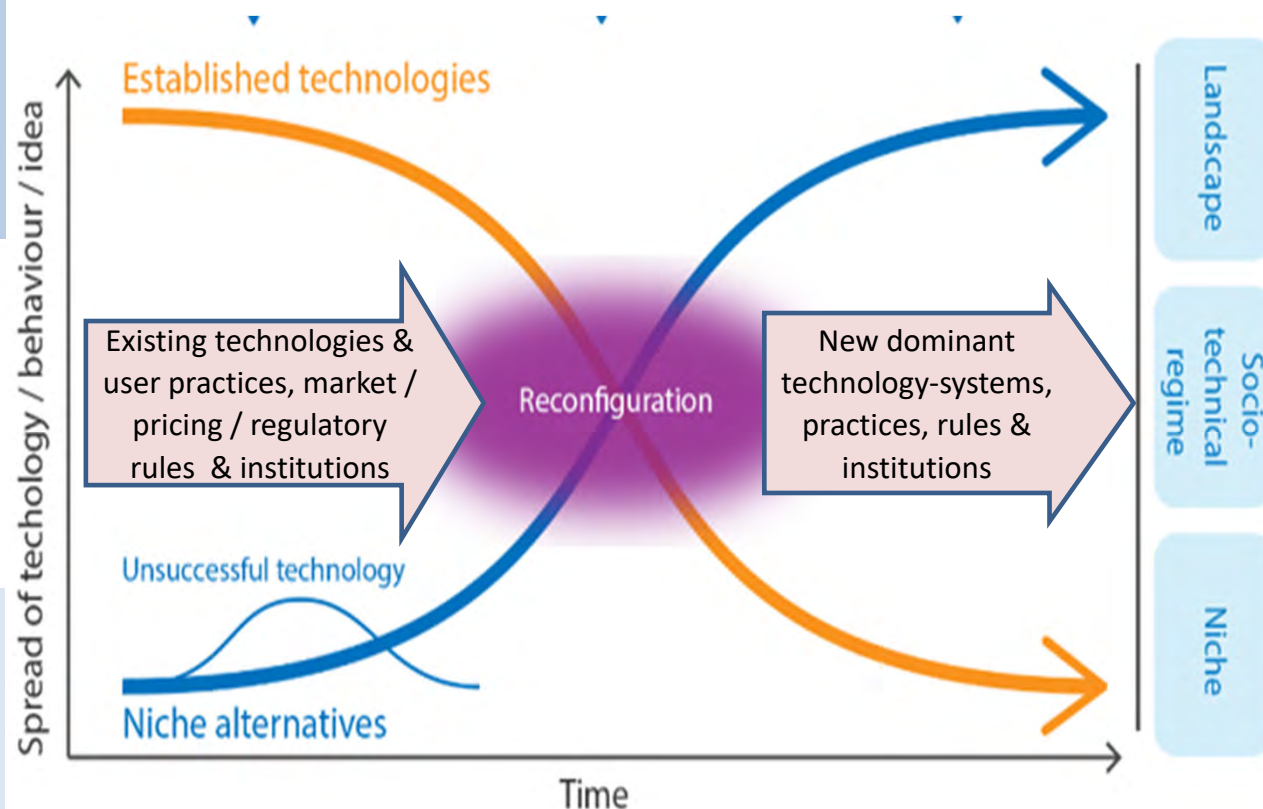 Established technologies
Spread of techology / behaviour / idea
Existing technologies &
user practices, market /
pricing / regulatory
rules & institutions
Reconfiguration
New dominant
technology-systems,
practices, rules &
institutions
Unsuccessful technology
Niche alternatives
Time
Landscape
Socio-
technical
regime
Niche